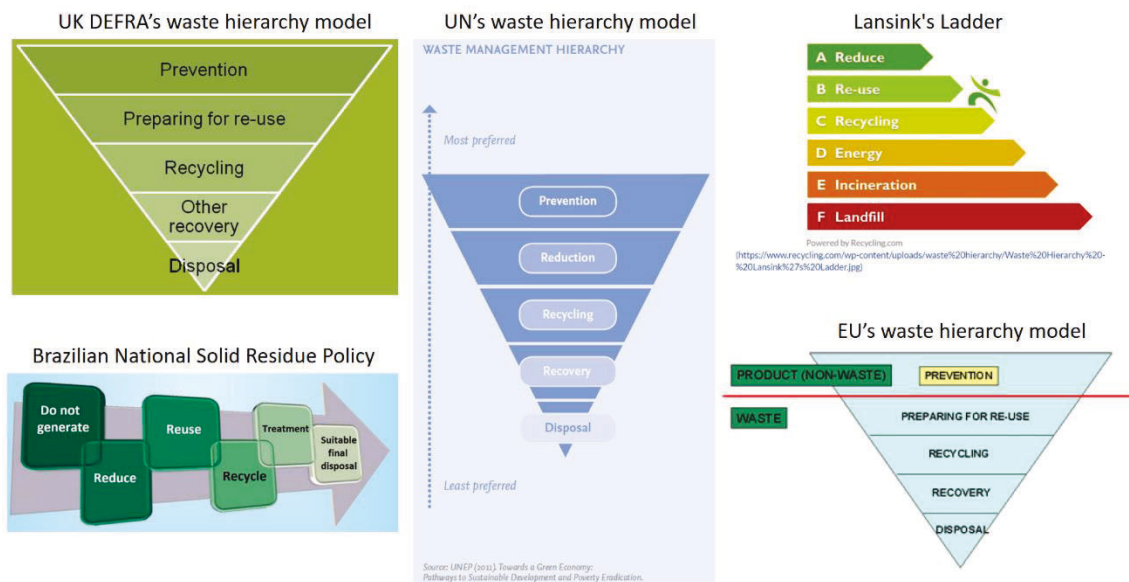 UK DEFRA's waste hierarchy model
Prevention
Preparing for re-use
Recycling
Other
recovery
Disposal
UN's waste hierarchy model
WASTE MANAGEMENT HIERARCHY
Most preferred
Prevention
Reduction
Recycling
Recovery
Disposal
Least preferred
Source: UNEP (2011). Towards a Green Economy:
Pathways to Sustainable Development and Poverty Eradication.
Lansink's Ladder
A Reduce
B Re-use
C Recycling
D Energy
E Incineration
F Landfill
Powered by Recycling.com
(https://www.recycling.com/wp-content/uploads/waste%20hierarchy/Waste%20Hierarchy%20-
%20Lansink%27s%20Ladder.jpg)
Brazilian National Solid Residue Policy
Do not
generate
Reduce
Reuse
Recycle
Treatment
Suitable
final
disposal
EU's waste hierarchy model
PRODUCT (NON-WASTE)
PREVENTION
WASTE
PREPARING FOR RE-USE
RECYCLING
RECOVERY
DISPOSAL